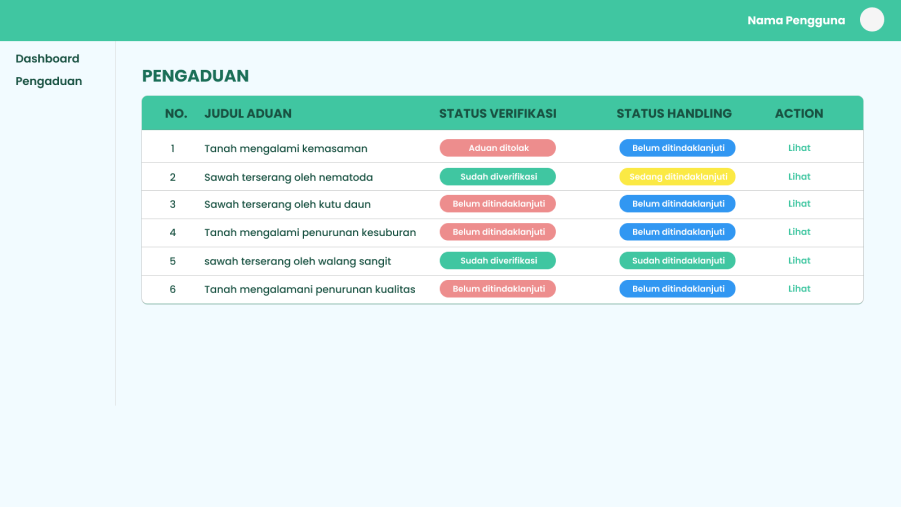 Nama Pengguna
Dashboard
Pengaduan
PENGADUAN
NO. JUDUL ADUAN STATUS VERIFIKASI STATUS HANDLING ACTION
1 Tanah mengalami kemasaman Aduan ditolak Belum ditindaklanjuti Lihat
2 Sawah terserang oleh nematoda Sudah diverifikasi Sedang ditindaklanjuti Lihat
3 Sawah terserang oleh kutu daun Belum ditindaklanjuti Belum ditindaklanjuti Lihat
4 Tanah mengalami penurunan kesuburan Belum ditindaklanjuti Belum ditindaklanjuti Lihat
5 sawah terserang oleh walang sangit Sudah diverifikasi Sudah ditindaklanjuti Lihat
6 Tanah mengalamani penurunan kualitas Belum ditindaklanjuti Belum ditindaklanjuti Lihat